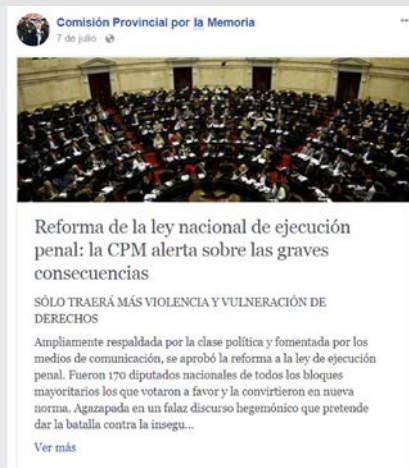 Comisión Provincial por la Memoria
7 de julio ·
Reforma de la ley nacional de ejecución
penal: la CPM alerta sobre las graves
consecuencias
SÓLO TRAERÁ MÁS VIOLENCIA Y VULNERACIÓN DE
DERECHOS
Ampliamente respaldada por la clase política y fomentada por los
medios de comunicación, se aprobó la reforma a la ley de ejecución
penal. Fueron 170 diputados nacionales de todos los bloques
mayoritarios los que votaron a favor y la convirtieron en nueva
norma. Agazapada en un falaz discurso hegemónico que pretende
dar la batalla contra la insegu...
Ver más